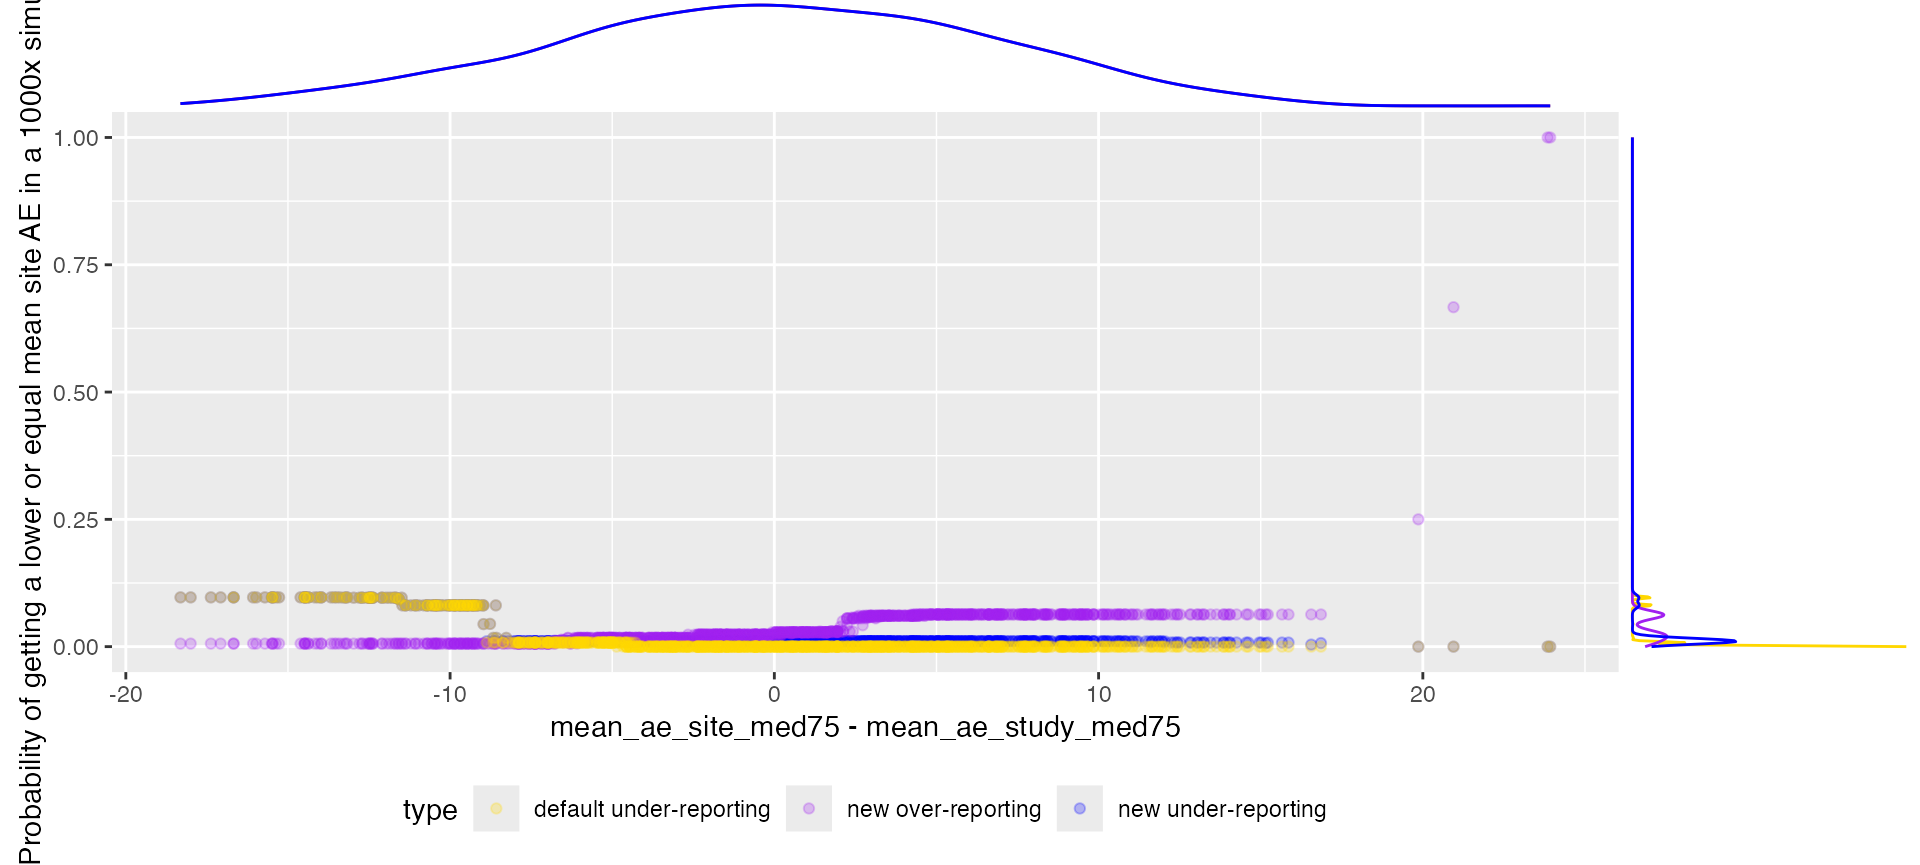 Probability of getting a lower or equal mean site AE in a 1000x
1.00
0.75
0.50
0.25
0.00
-20 -10 0 10 20
mean_ae_site_med75 - mean_ae_study_med75
type default under-reporting new over-reporting new under-reporting